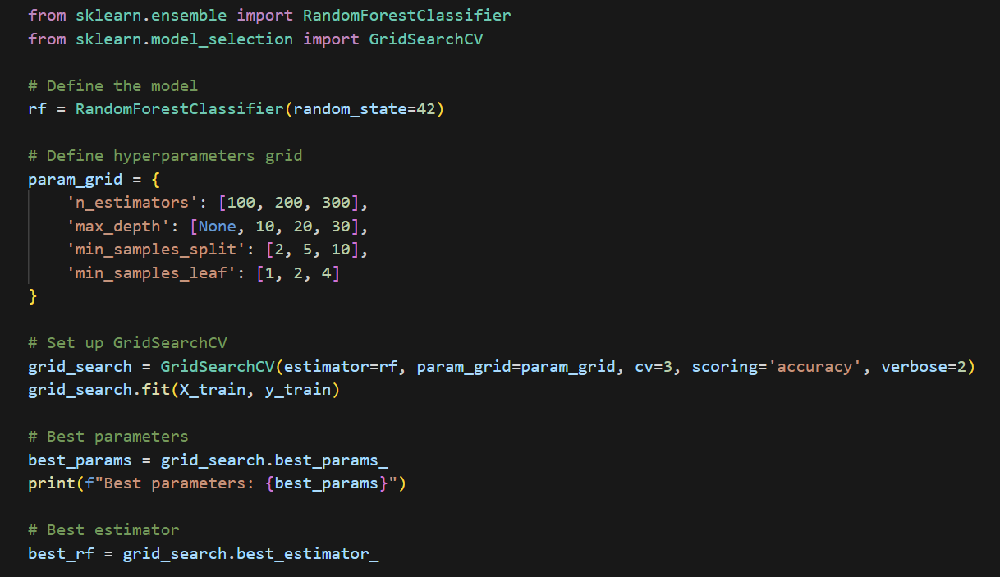 from sklearn.ensemble import RandomForestClassifier
from sklearn.model_selection import GridSearchCV
# Define the model
rf = RandomForestClassifier(random_state=42)
# Define hyperparameters grid
param_grid = {
    'n_estimators': [100, 200, 300],
    'max_depth': [None, 10, 20, 30],
    'min_samples_split': [2, 5, 10],
    'min_samples_leaf': [1, 2, 4]
}
# Set up GridSearchCV
grid_search = GridSearchCV(estimator=rf, param_grid=param_grid, cv=3, scoring='accuracy', verbose=2)
grid_search.fit(X_train, y_train)
# Best parameters
best_params = grid_search.best_params_
print(f"Best parameters: {best_params}")
# Best estimator
best_rf = grid_search.best_estimator_